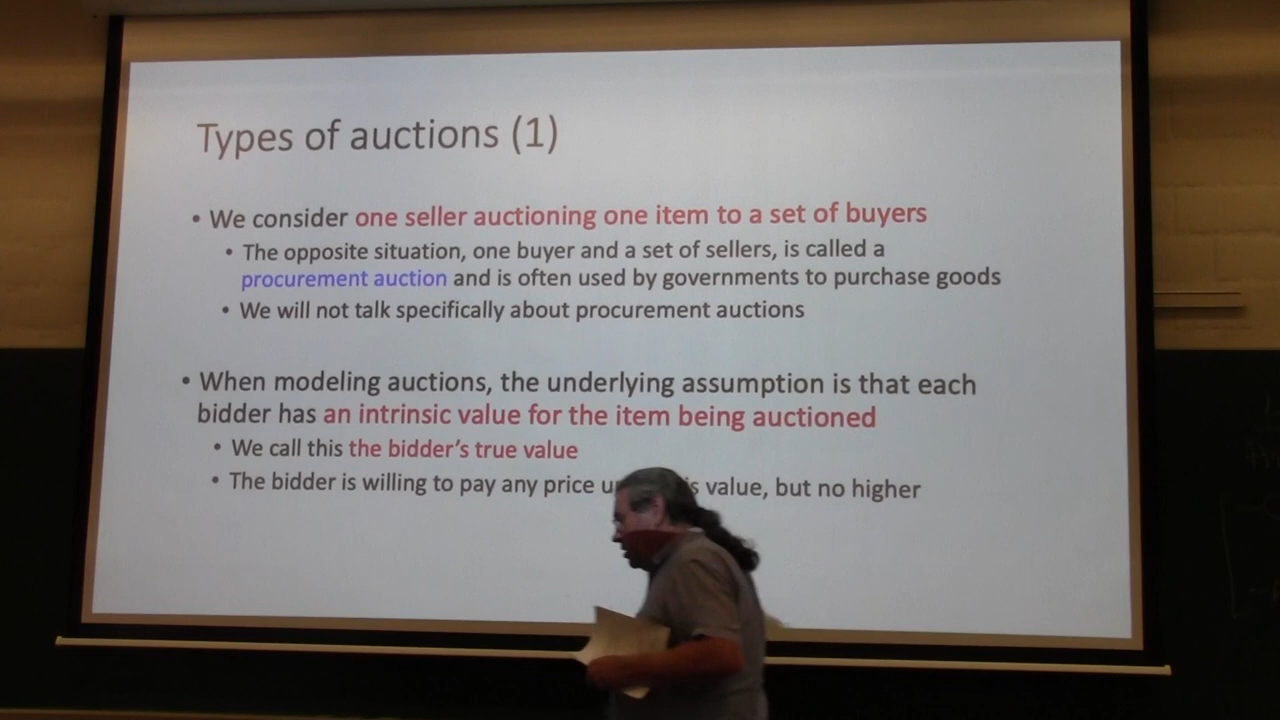 Types of auctions (1)
• We consider one seller auctioning one item to a set of buyers
• The opposite situation, one buyer and a set of sellers, is called a
procurement auction and is often used by governments to purchase goods
• We will not talk specifically about procurement auctions
• When modeling auctions, the underlying assumption is that each
bidder has an intrinsic value for the item being auctioned
• We call this the bidder's true value
• The bidder is willing to pay any price value, but no higher